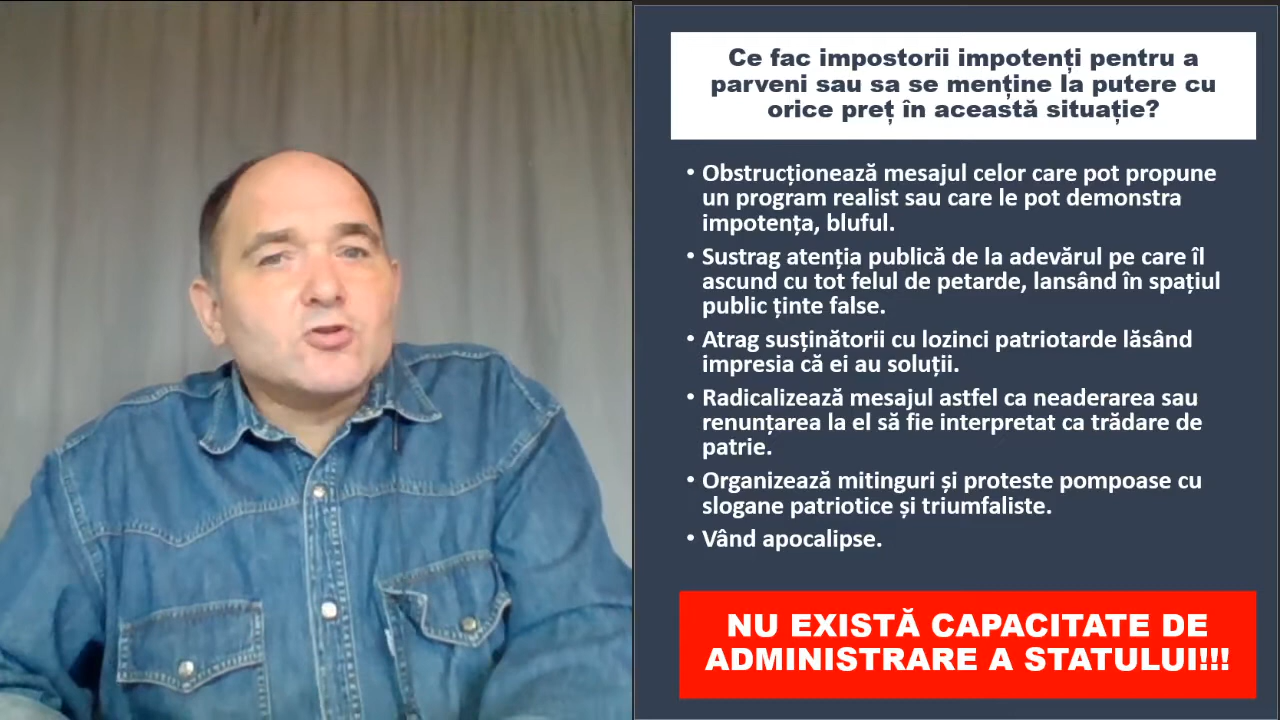 Ce fac impostorii impotenți pentru a
parveni sau sa se mențină la putere cu
orice preț în această situație?
• Obstrucționează mesajul celor care pot propune
un program realist sau care le pot demonstra
impotența, bluful.
• Sustrag atenția publică de la adevărul pe care îl
ascund cu tot felul de petarde, lansând în spațiul
public ținte false.
• Atrag susținătorii cu lozinci patriotarde lăsând
impresia că ei au soluții.
• Radicalizează mesajul astfel ca neaderarea sau
renunțarea la el să fie interpretat ca trădare de
patrie.
• Organizează mitinguri și proteste pompoase cu
slogane patriotice și triumfaliste.
• Vând apocalipse.
NU EXISTĂ CAPACITATE DE
ADMINISTRARE A STATULUI!!!